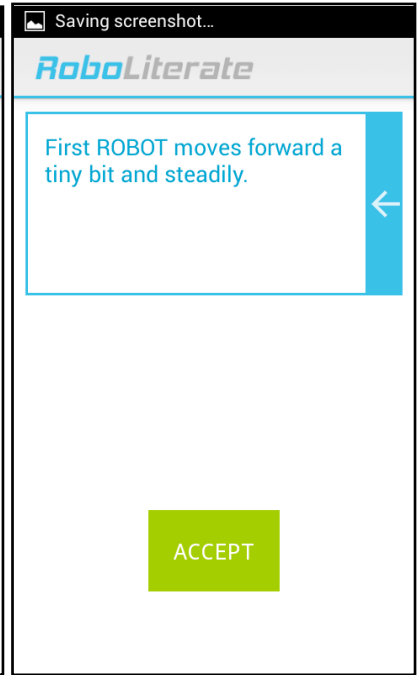 Saving screenshot...
RoboLiterate
First ROBOT moves forward a
tiny bit and steadily.
ACCEPT